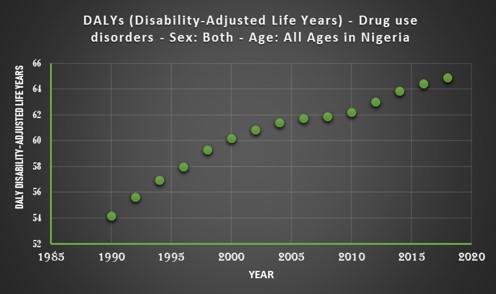 DALYs (Disability-Adjusted Life Years) - Drug use
disorders - Sex: Both - Age: All Ages in Nigeria
DALY DISABILITY-ADJUSTED LIFE YEARS
66
64
62
60
58
56
54
52
1985 1990 1995 2000 2005 2010 2015 2020
YEAR